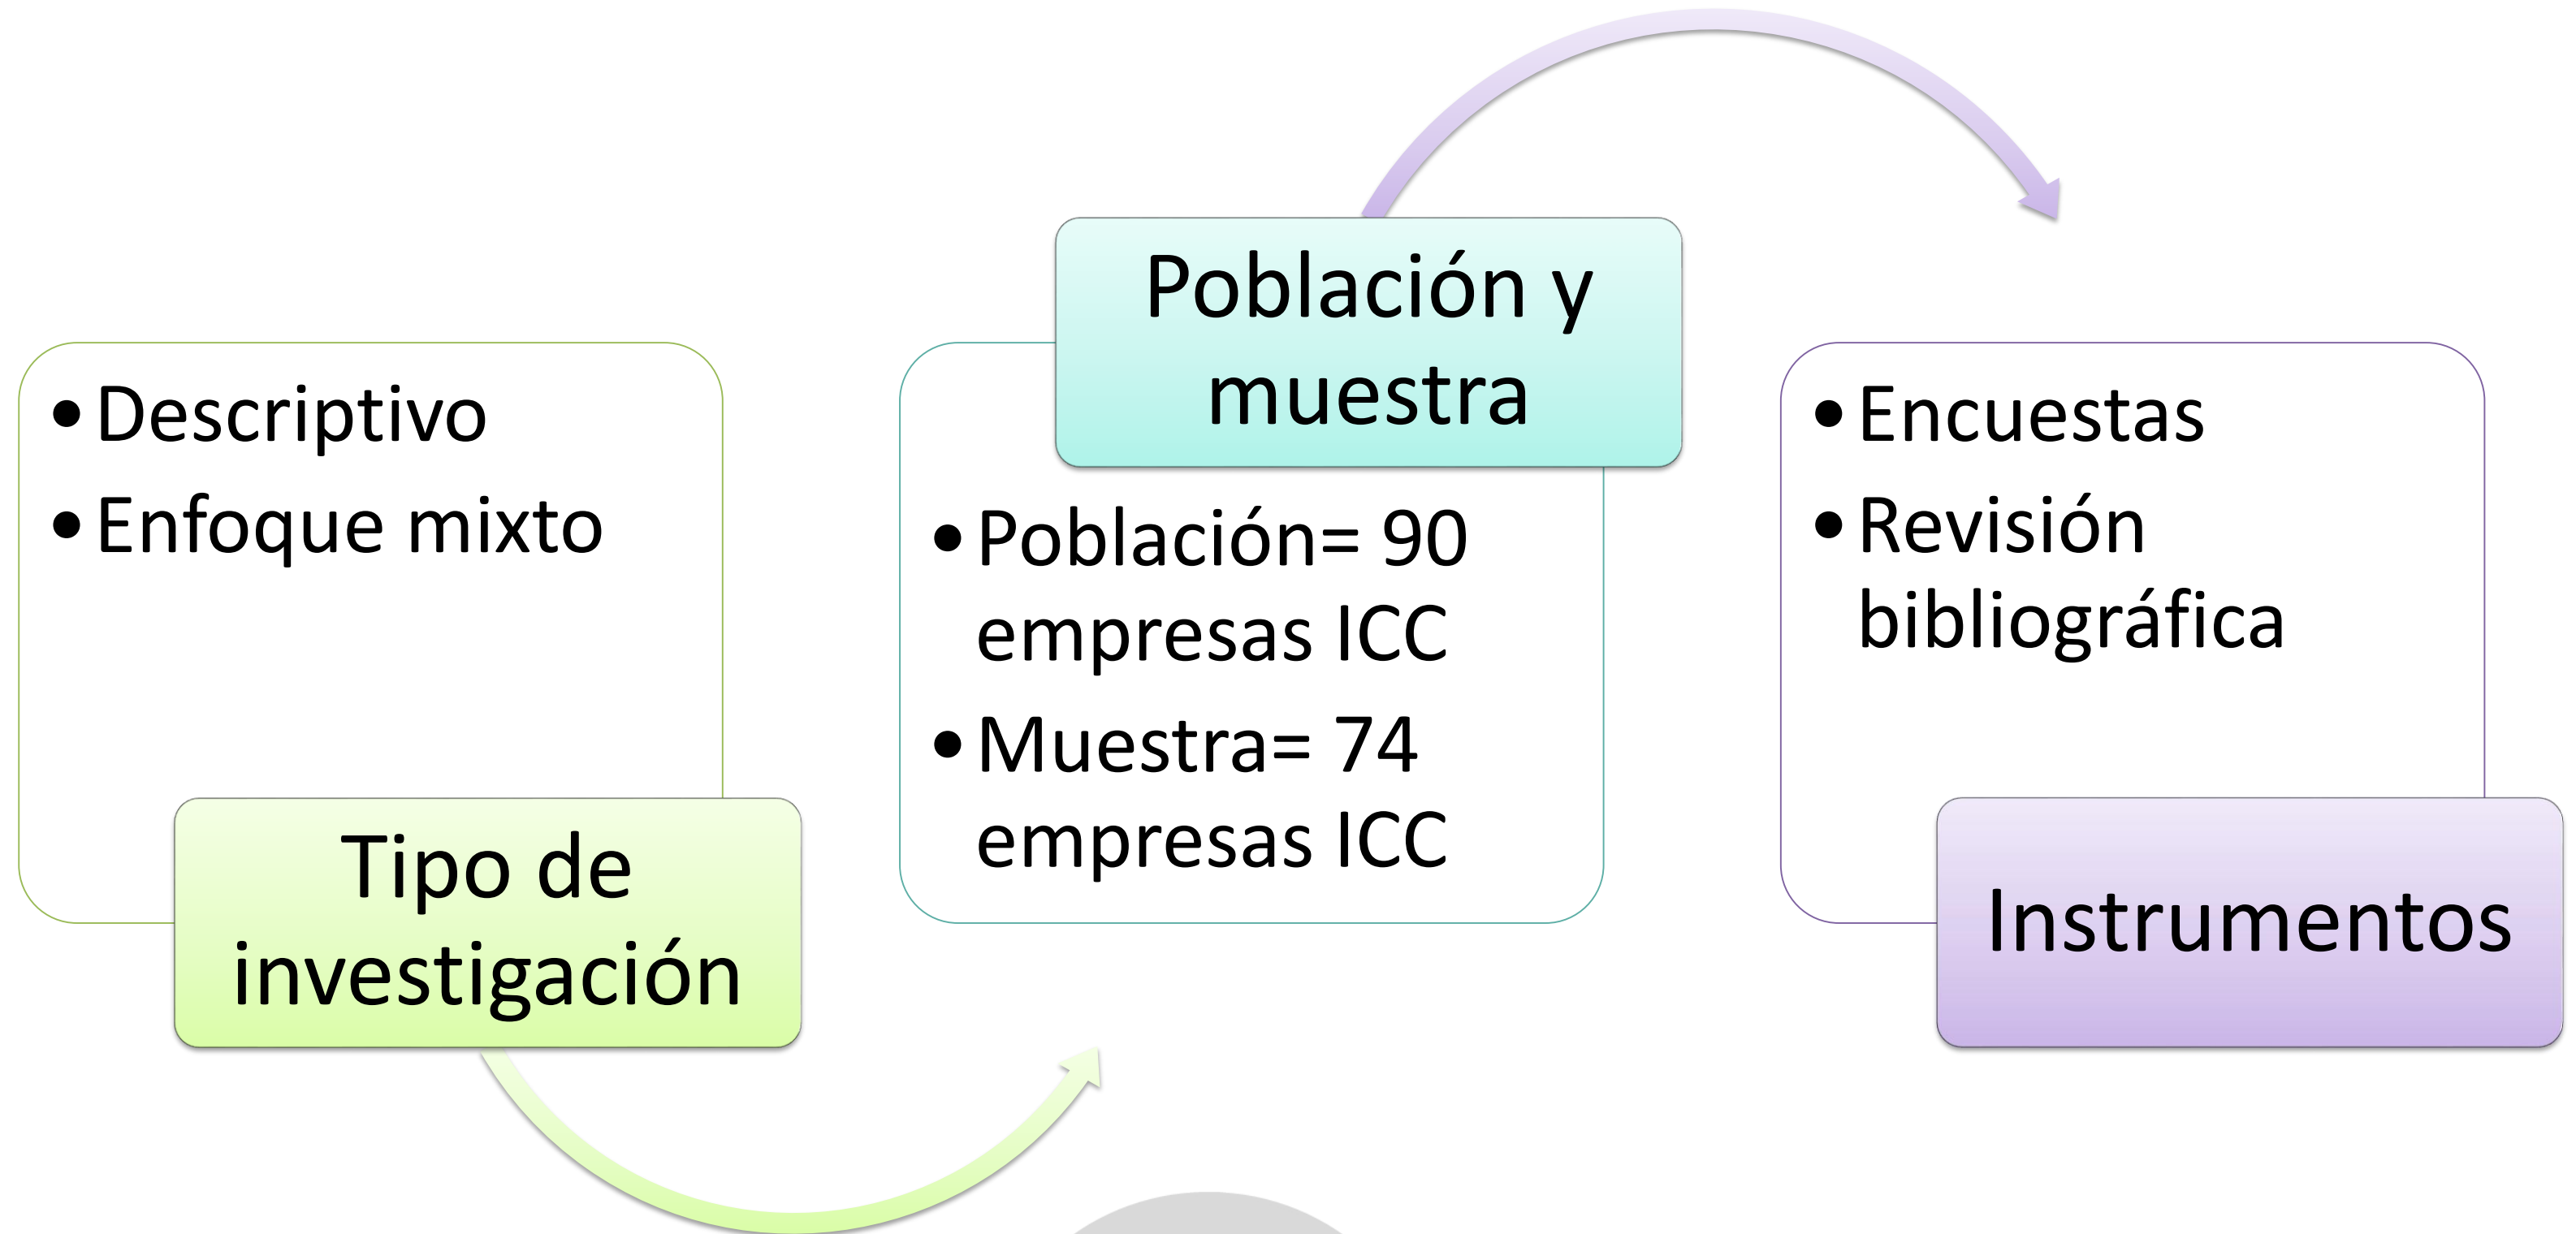 • Descriptivo
• Enfoque mixto
Tipo de
investigación
Población y
muestra
• Población= 90
empresas ICC
• Muestra= 74
empresas ICC
• Encuestas
• Revisión
bibliográfica
Instrumentos